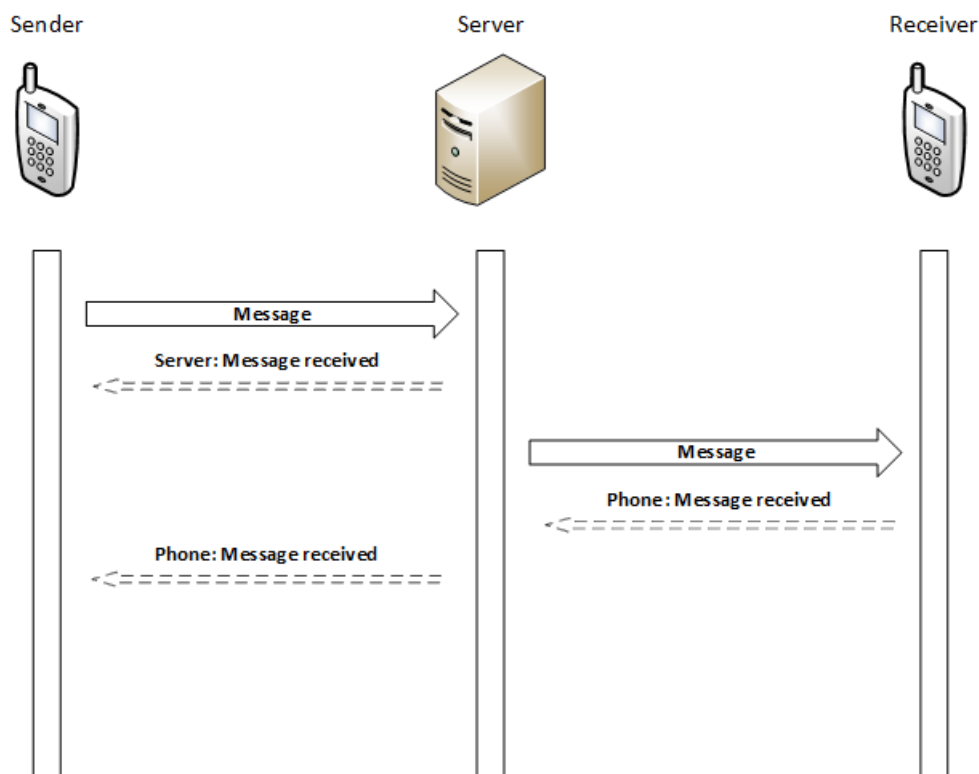 Sender
Server
Receiver
Message
Server: Message received
Message
Phone: Message received
Phone: Message received